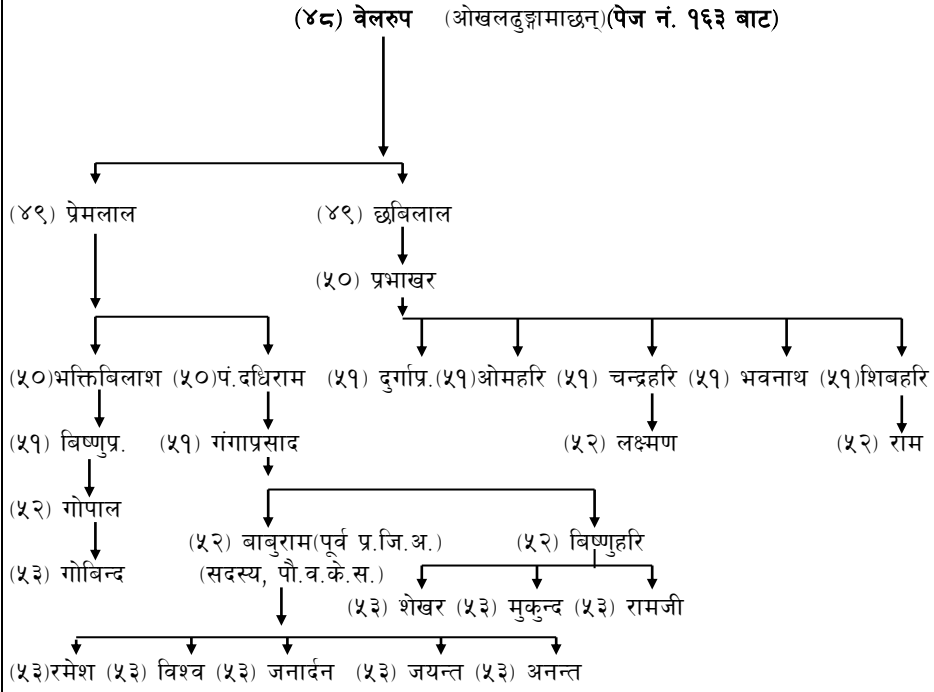 (४८) वेलरुप (ओखलढुङ्गामाछन्)(पेज नं. १६३ बाट)
(४९) प्रेमलाल (४९) छबिलाल
(५०) प्रभाखर
(५०)भक्तिबिलाश (५०)पं.दधिराम (५१) दुर्गाप्र.(५१)ओमहरि (५१) चन्द्रहरि (५१) भवनाथ (५१)शिबहरि
(५१) बिष्णुप्र. (५१) गंगाप्रसाद (५२) लक्ष्मण (५२) राम
(५२) गोपाल
(५२) बाबुराम(पूर्व प्र.जि.अ.) (५२) बिष्णुहरि
(५३) गोबिन्द (सदस्य, पौ.व.के.स.)
(५३) शेखर (५३) मुकुन्द (५३) रामजी
(५३)रमेश (५३) विश्व (५३) जनार्दन (५३) जयन्त (५३) अनन्त